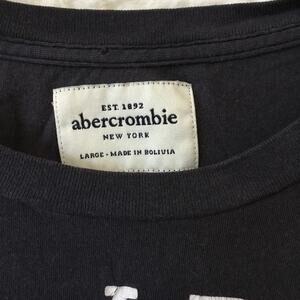 EST. 1892
abercrombie
NEW YORK
LARGE - MADE IN BOLIVIA